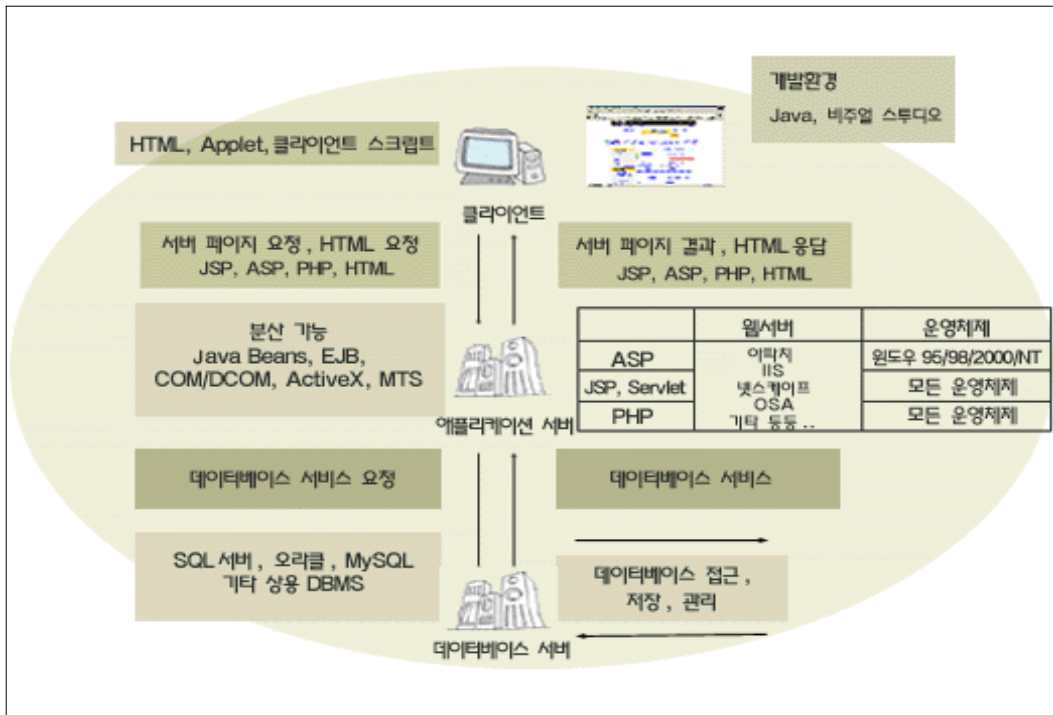 개발환경
Java, 비주얼 스튜디오
HTML, Applet,클라이언트 스크립트
클라이언트
서버 페이지 요청 , HTML 요청
JSP, ASP, PHP, HTML
서버 페이지 결과 , HTML 응답
JSP, ASP, PHP, HTML
분산 가능
Java Beans, EJB,
COM/DCOM, ActiveX, MTS
애플리케이션 서버
웹서버 운영체제
ASP 아파치 윈도우 95/98/2000/NT
IIS
JSP, Servlet 넷스케이프 모든 운영체제
OSA
PHP 기타 등등 .. 모든 운영체제
데이터베이스 서비스 요청
데이터베이스 서비스
SQL 서버 , 오라클 , MySQL
기타 상용 DBMS
데이터베이스 접근 ,
저장 , 관리
데이터베이스 서버